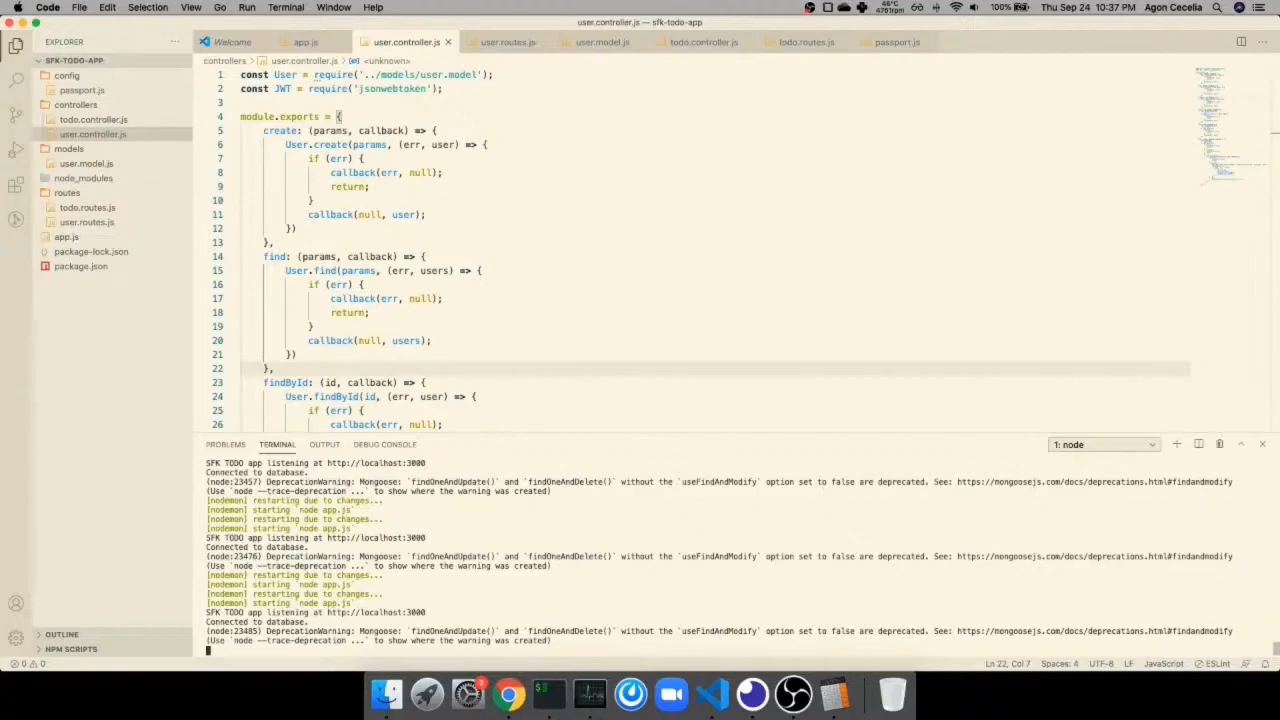 Code File Edit Selection View Go Run Terminal Window Help 46°C 4781rpm 100% Thu Sep 24 10:37 PM Agon Cecelia
user.controller.js — sfk-todo-app
EXPLORER ... Welcome app.js user.controller.js × user.routes.js user.model.js todo.controller.js todo.routes.js passport.js ...
SFK-TODO-APP
config
passport.js
controllers
todo.controller.js
user.controller.js
models
user.model.js
node_modules
routes
todo.routes.js
user.routes.js
app.js
package-lock.json
package.json
OUTLINE
NPM SCRIPTS
controllers > user.controller.js > <unknown>
1 const User = require('../models/user.model');
2 const JWT = require('jsonwebtoken');
3
4 module.exports = {
5 create: (params, callback) => {
6 User.create(params, (err, user) => {
7 if (err) {
8 callback(err, null);
9 return;
10 }
11 callback(null, user);
12 })
13 },
14 find: (params, callback) => {
15 User.find(params, (err, users) => {
16 if (err) {
17 callback(err, null);
18 return;
19 }
20 callback(null, users);
21 })
22 },
23 findById: (id, callback) => {
24 User.findById(id, (err, user) => {
25 if (err) {
26 callback(err, null);
PROBLEMS TERMINAL OUTPUT DEBUG CONSOLE 1: node
SFK TODO app listening at http://localhost:3000
Connected to database.
(node:23457) DeprecationWarning: Mongoose: `findOneAndUpdate()` and `findOneAndDelete()` without the `useFindAndModify` option set to false are deprecated. See: https://mongoosejs.com/docs/deprecations.html#findandmodify
(Use `node --trace-deprecation ...` to show where the warning was created)
[nodemon] restarting due to changes...
[nodemon] starting `node app.js`
[nodemon] restarting due to changes...
[nodemon] starting `node app.js`
SFK TODO app listening at http://localhost:3000
Connected to database.
(node:23476) DeprecationWarning: Mongoose: `findOneAndUpdate()` and `findOneAndDelete()` without the `useFindAndModify` option set to false are deprecated. See: https://mongoosejs.com/docs/deprecations.html#findandmodify
(Use `node --trace-deprecation ...` to show where the warning was created)
[nodemon] restarting due to changes...
[nodemon] starting `node app.js`
[nodemon] restarting due to changes...
[nodemon] starting `node app.js`
SFK TODO app listening at http://localhost:3000
Connected to database.
(node:23485) DeprecationWarning: Mongoose: `findOneAndUpdate()` and `findOneAndDelete()` without the `useFindAndModify` option set to false are deprecated. See: https://mongoosejs.com/docs/deprecations.html#findandmodify
(Use `node --trace-deprecation ...` to show where the warning was created)
0 0 Ln 22, Col 7 Spaces: 4 UTF-8 LF JavaScript ESLint
2